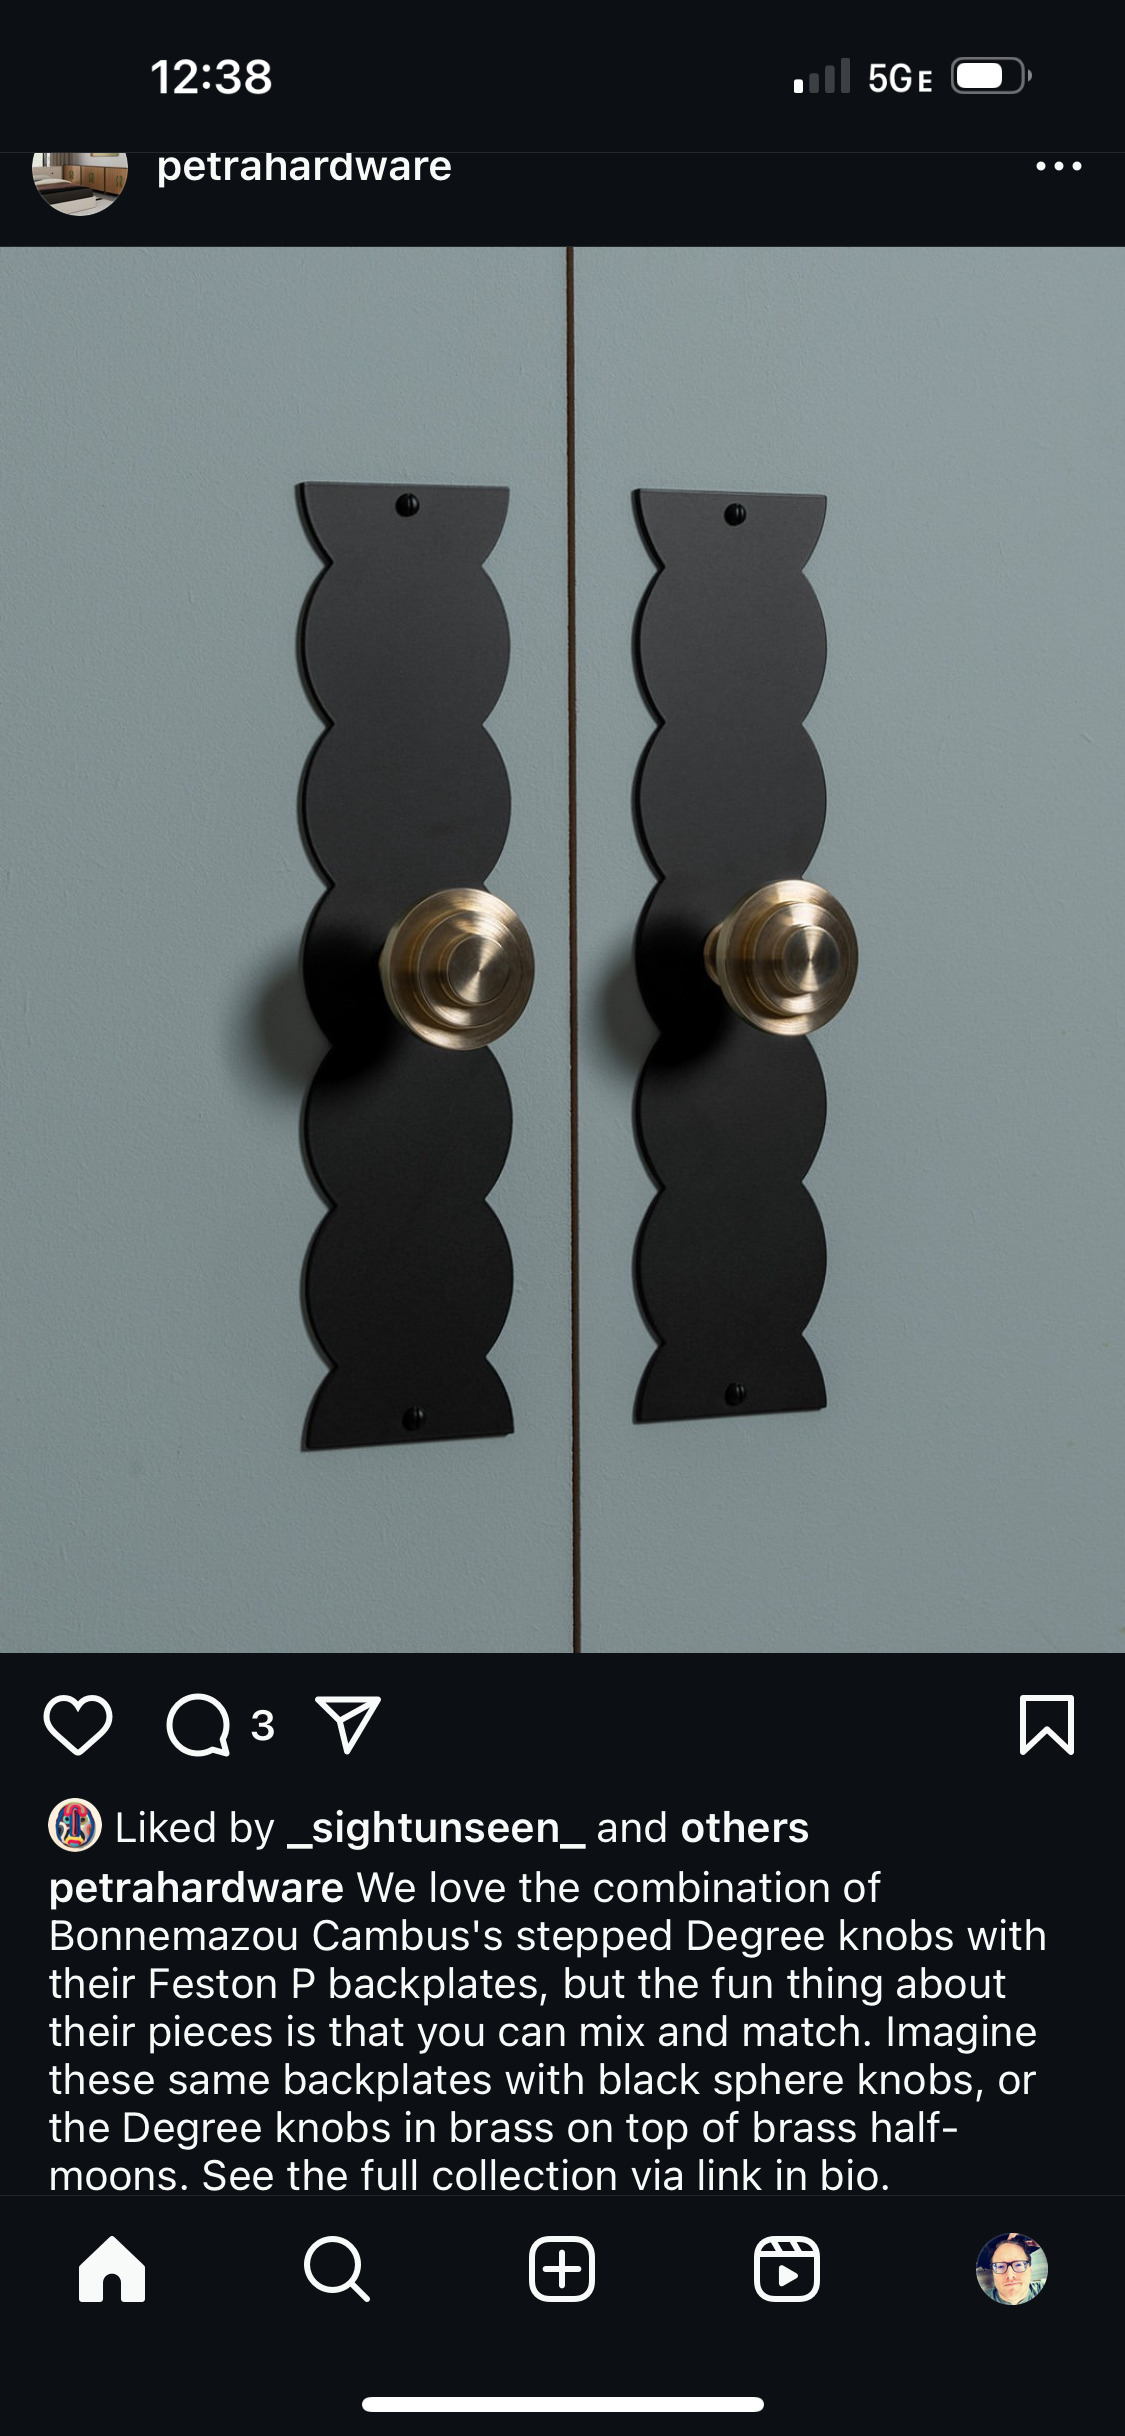 12:38
5GE
petrahardware
3
Liked by _sightunseen_ and others
petrahardware We love the combination of
Bonnemazou Cambus's stepped Degree knobs with
their Feston P backplates, but the fun thing about
their pieces is that you can mix and match. Imagine
these same backplates with black sphere knobs, or
the Degree knobs in brass on top of brass half-
moons. See the full collection via link in bio.